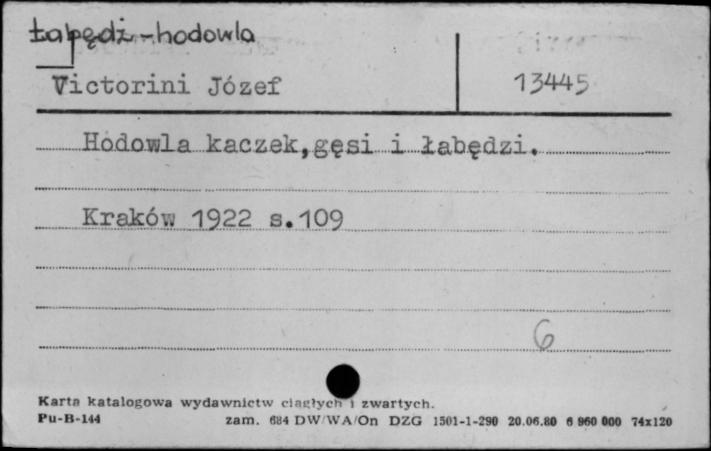 Łabędź-hodowla
Victorini Józef 13445
Hodowla kaczek,gęsi i łabędzi.
Kraków 1922 s.109
6
Karta katalogowa wydawnictw ciągłych i zwartych.
Pu-B-144 zam. 684 DW/WA/On DZG 1501-1-290 20.06.80 6 960 000 74x120